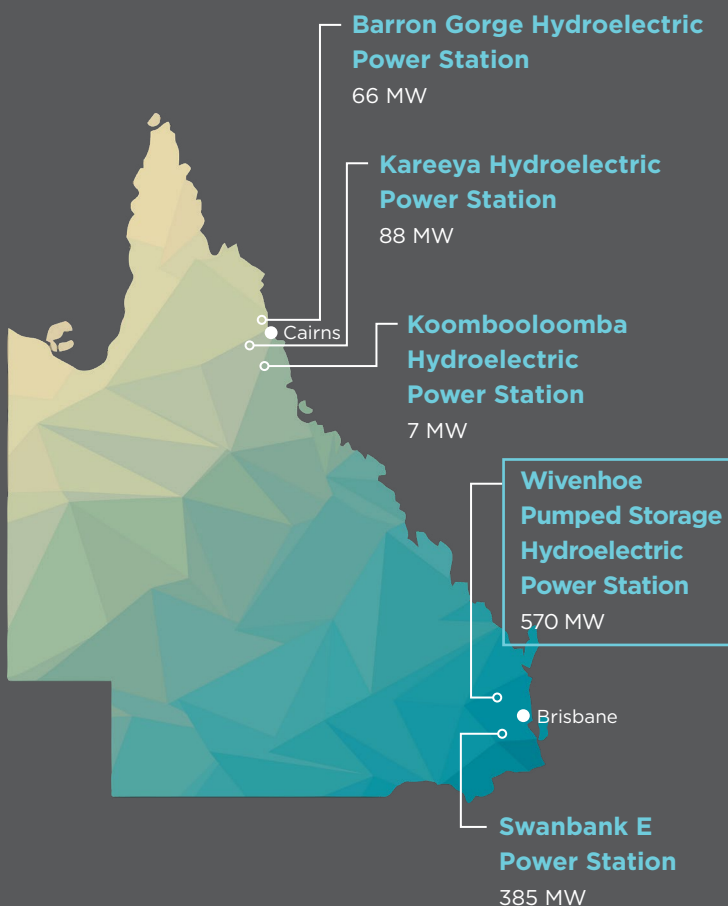 Barron Gorge Hydroelectric
Power Station
66 MW
Kareeya Hydroelectric
Power Station
88 MW
Cairns
Koombooloomba
Hydroelectric
Power Station
7 MW
Wivenhoe
Pumped Storage
Hydroelectric
Power Station
570 MW
Brisbane
Swanbank E
Power Station
385 MW